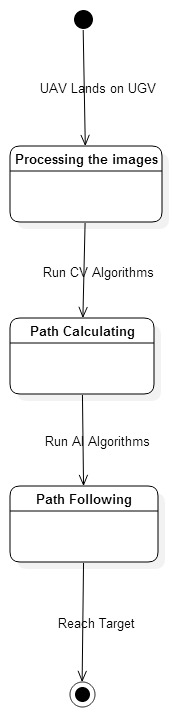 UAV Lands on UGV
Processing the images
Run CV Algorithms
Path Calculating
Run AI Algorithms
Path Following
Reach Target